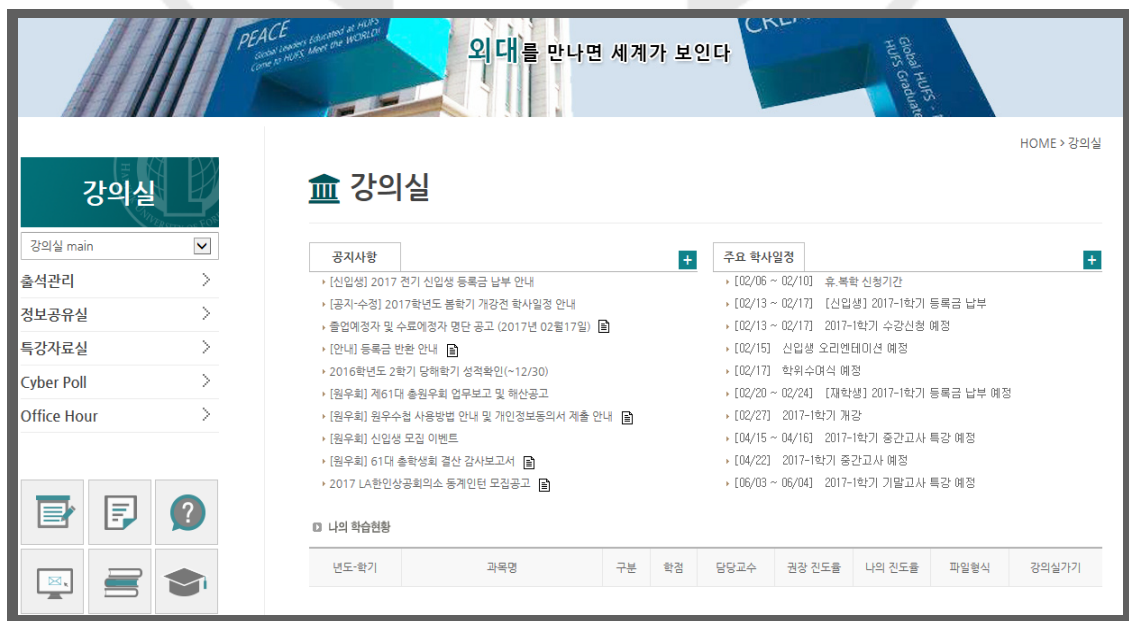 PEACE
Global Leaders Educated at HUFS
Come to HUFS, Meet the WORLD!
외대를 만나면 세계가 보인다
Global HUFS
HUFS Graduate
HOME > 강의실
강의실
강의실 main
출석관리
정보공유실
특강자료실
Cyber Poll
Office Hour
강의실
공지사항
[신입생] 2017 전기 신입생 등록금 납부 안내
[공지-수정] 2017학년도 봄학기 개강전 학사일정 안내
졸업예정자 및 수료예정자 명단 공고 (2017년 02월17일)
[안내] 등록금 반환 안내
2016학년도 2학기 당해학기 성적확인(~12/30)
[원우회] 제61대 총원우회 업무보고 및 해산공고
[원우회] 원우수첩 사용방법 안내 및 개인정보동의서 제출 안내
[원우회] 신입생 모집 이벤트
[원우회] 61대 총학생회 결산 감사보고서
2017 LA한인상공회의소 동계인턴 모집공고
주요 학사일정
[02/06 ~ 02/10] 휴.복학 신청기간
[02/13 ~ 02/17] [신입생] 2017-1학기 등록금 납부
[02/13 ~ 02/17] 2017-1학기 수강신청 예정
[02/15] 신입생 오리엔테이션 예정
[02/17] 학위수여식 예정
[02/20 ~ 02/24] [재학생] 2017-1학기 등록금 납부 예정
[02/27] 2017-1학기 개강
[04/15 ~ 04/16] 2017-1학기 중간고사 특강 예정
[04/22] 2017-1학기 중간고사 예정
[06/03 ~ 06/04] 2017-1학기 기말고사 특강 예정
나의 학습현황
년도-학기 과목명 구분 학점 담당교수 권장 진도율 나의 진도율 파일형식 강의실가기